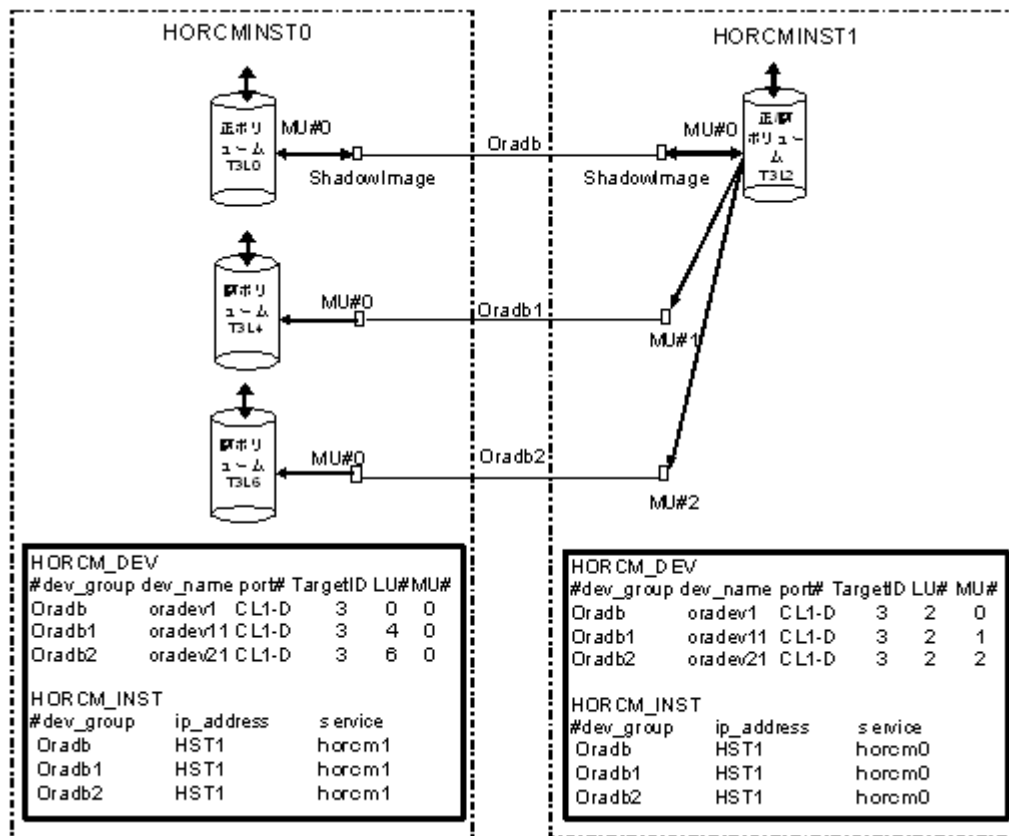 HORCMINST0
正ボリ
ューム
T3L0
MU#0
ShadowImage
Oradb
副ボリ
ューム
T3L4
MU#0
Oradb1
副ボリ
ューム
T3L6
MU#0
Oradb2
HORCM_DEV
#dev_group dev_name port# TargetID LU# MU#
Oradb oradev1 CL1-D 3 0 0
Oradb1 oradev11 CL1-D 3 4 0
Oradb2 oradev21 CL1-D 3 6 0
HORCM_INST
#dev_group ip_address service
Oradb HST1 horcm1
Oradb1 HST1 horcm1
Oradb2 HST1 horcm1
HORCMINST1
MU#0
ShadowImage
正/副
ボリュー
ム
T3L2
MU#1
MU#2
HORCM_DEV
#dev_group dev_name port# TargetID LU# MU#
Oradb oradev1 CL1-D 3 2 0
Oradb1 oradev11 CL1-D 3 2 1
Oradb2 oradev21 CL1-D 3 2 2
HORCM_INST
#dev_group ip_address service
Oradb HST1 horcm0
Oradb1 HST1 horcm0
Oradb2 HST1 horcm0